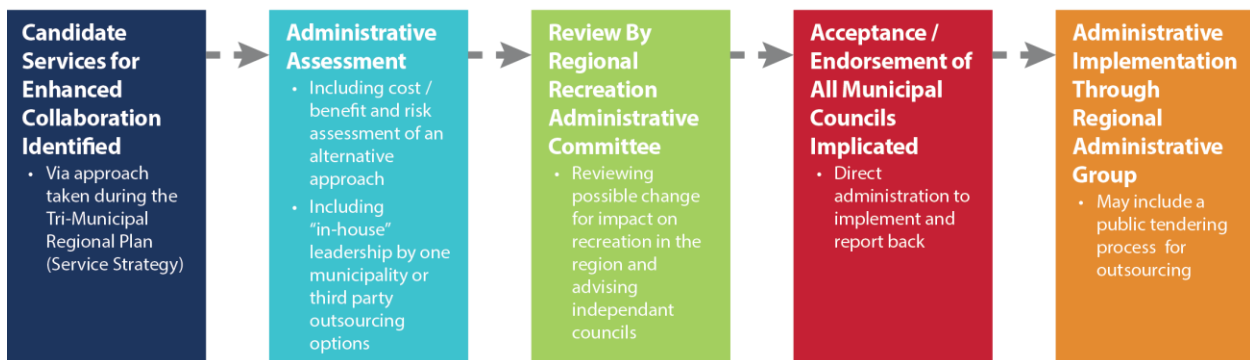 Candidate
Services for
Enhanced
Collaboration
Identified
• Via approach
taken during the
Tri-Municipal
Regional Plan
(Service Strategy)
Administrative
Assessment
• Including cost /
benefit and risk
assessment of an
alternative
approach
• Including
“in-house”
leadership by one
municipality or
third party
outsourcing
options
Review By
Regional
Recreation
Administrative
Committee
• Reviewing
possible change
for impact on
recreation in the
region and
advising
independant
councils
Acceptance /
Endorsement of
All Municipal
Councils
Implicated
• Direct
administration to
implement and
report back
Administrative
Implementation
Through
Regional
Administrative
Group
• May include a
public tendering
process for
outsourcing